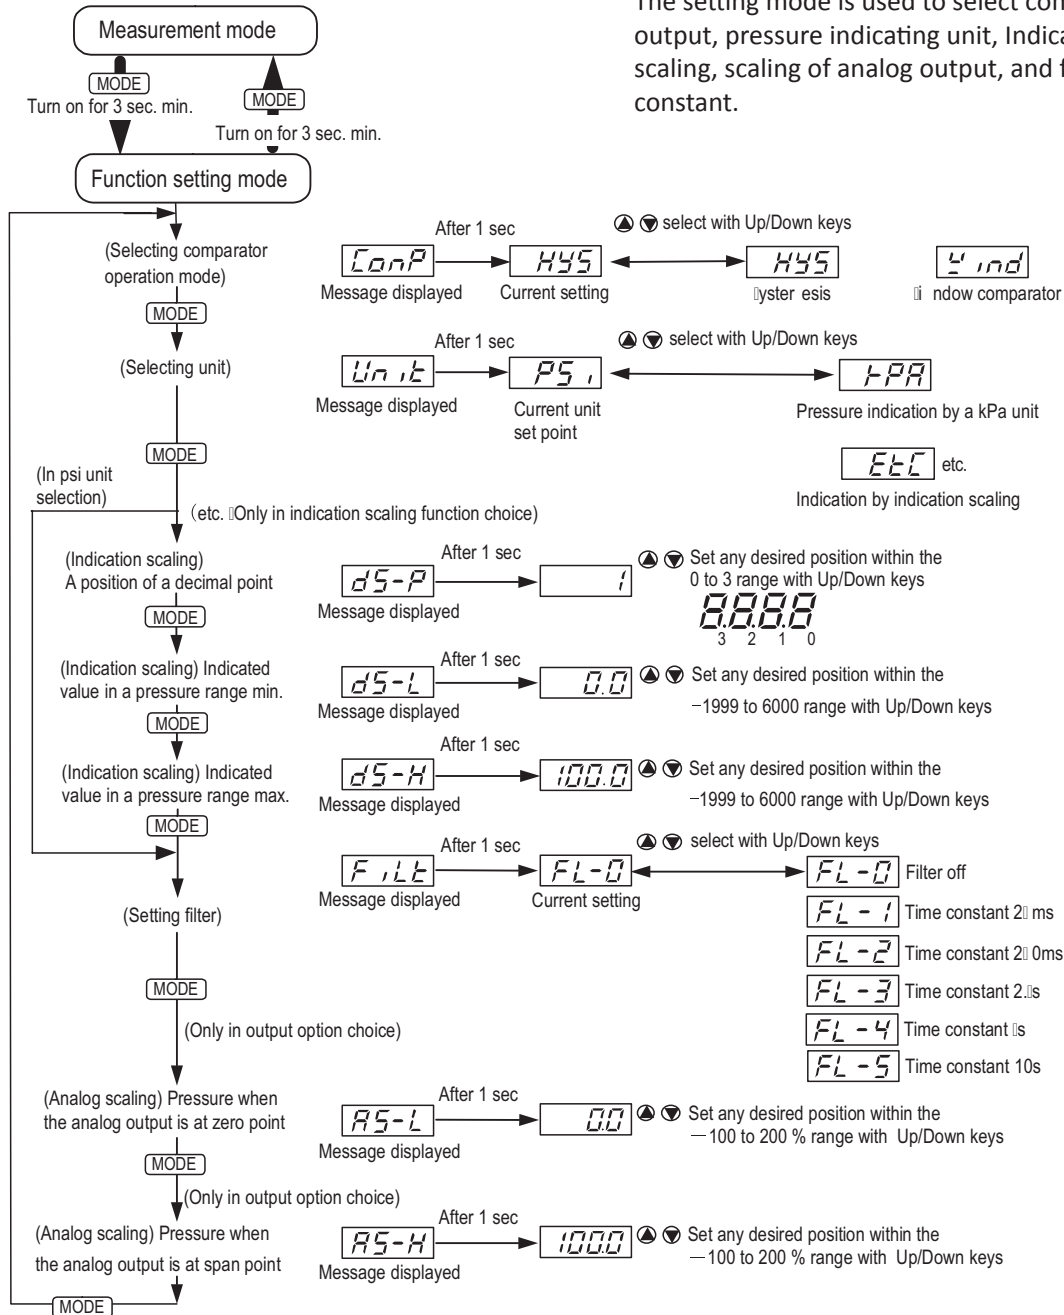 The setting mode is used to select
output, pressure indicating unit,
scaling, scaling of analog output, and
constant.
Measurement mode
MODE
Turn on for 3 sec. min.
MODE
Turn on for 3 sec. min.
Function setting mode
(Selecting comparator
operation mode)
After 1 sec
select with Up/Down keys
ConP
HYS
HYS
Wind
Message displayed
Current setting
ndow comparator
MODE
(Selecting unit)
After 1 sec
select with Up/Down keys
Unit
PSi
kPA
Message displayed
Current unit
set point
Pressure indication by a kPa unit
MODE
EtC etc.
Indication by indication scaling
(In psi unit
selection)
(etc. Only in indication scaling function choice)
(Indication scaling)
A position of a decimal point
After 1 sec
dS-P
1
Set any desired position within the
0 to 3 range with Up/Down keys
8.8.8.8
3 2 1 0
Message displayed
MODE
(Indication scaling) Indicated
value in a pressure range min.
After 1 sec
dS-L
0.0
Set any desired position within the
−1999 to 6000 range with Up/Down keys
Message displayed
MODE
(Indication scaling) Indicated
value in a pressure range max.
After 1 sec
dS-H
100.0
Set any desired position within the
−1999 to 6000 range with Up/Down keys
Message displayed
MODE
After 1 sec
select with Up/Down keys
FiLt
FL-0
FL-0 Filter off
Message displayed
Current setting
(Setting filter)
FL-1 Time constant ms
FL-2 Time constant
FL-3 Time constant
FL-4 Time constant
FL-5 Time constant 10s
MODE
(Only in output option choice)
(Analog scaling) Pressure when
the analog output is at zero point
After 1 sec
AS-L
0.0
Set any desired position within the
−100 to 200 % range with Up/Down keys
Message displayed
MODE
(Only in output option choice)
(Analog scaling) Pressure when
the analog output is at span point
After 1 sec
AS-H
100.0
Set any desired position within the
−100 to 200 % range with Up/Down keys
Message displayed
MODE